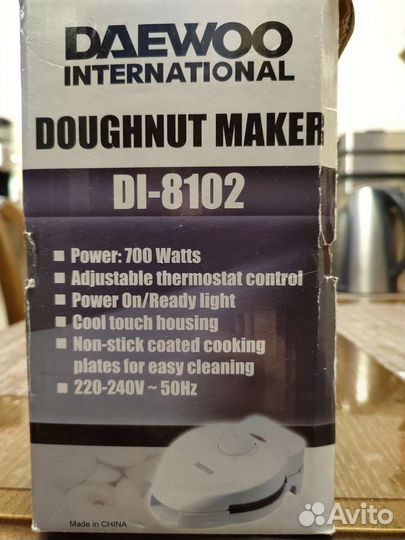 DAEWOO
INTERNATIONAL
DOUGHNUT MAKER
DI-8102
Power: 700 Watts
Adjustable thermostat control
Power On/Ready light
Cool touch housing
Non-stick coated cooking
plates for easy cleaning
220-240V ~ 50Hz
DAEWOO
Made in CHINA
Avito